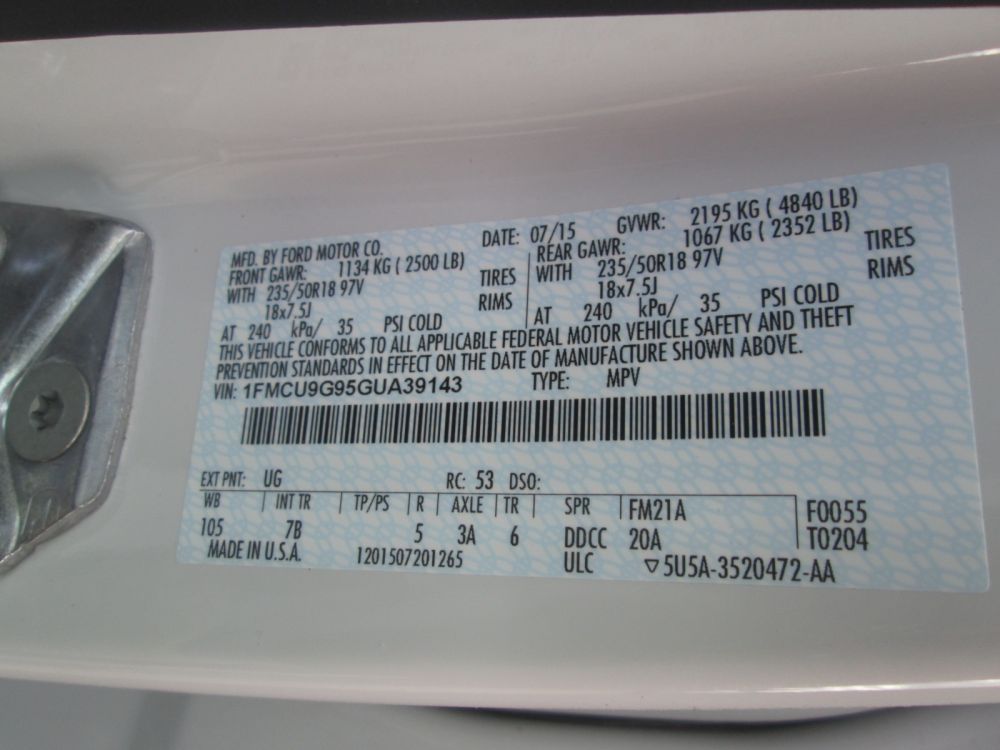 MFD. BY FORD MOTOR CO. DATE: 07/15 GVWR: 2195 KG ( 4840 LB)
FRONT GAWR: 1134 KG ( 2500 LB) REAR GAWR: 1067 KG ( 2352 LB)
WITH 235/50R18 97V TIRES WITH 235/50R18 97V TIRES
18x7.5J RIMS 18x7.5J RIMS
AT 240 kPa/ 35 PSI COLD AT 240 kPa/ 35 PSI COLD
THIS VEHICLE CONFORMS TO ALL APPLICABLE FEDERAL MOTOR VEHICLE SAFETY AND THEFT
PREVENTION STANDARDS IN EFFECT ON THE DATE OF MANUFACTURE SHOWN ABOVE.
VIN: 1FMCU9G95GUA39143 TYPE: MPV
EXT PNT: UG RC: 53 DSO:
WB INT TR TP/PS R AXLE TR SPR FM21A F0055
105 7B 5 3A 6 DDCC 20A T0204
MADE IN U.S.A. 1201507201265 ULC ▽5U5A-3520472-AA